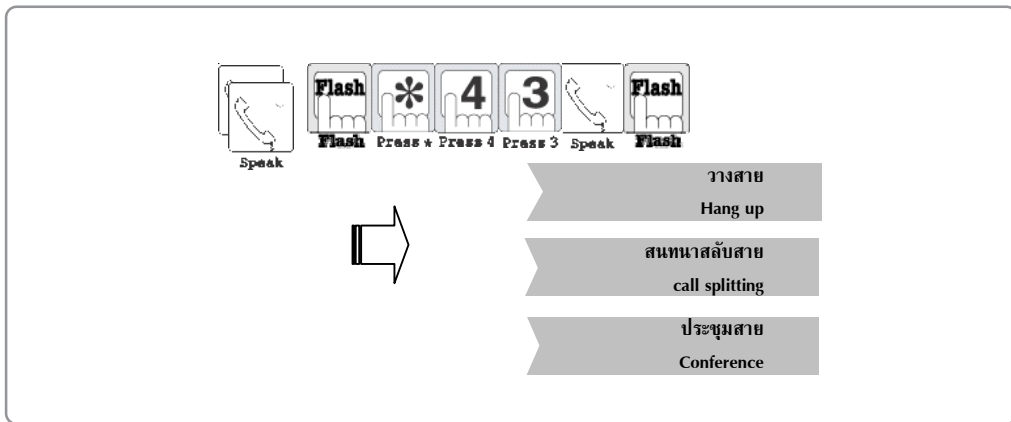 Flash * 4 3 Flash
Flash Press * Press 4 Press 3 Speak Flash
Speak
วางสาย
Hang up
สนทนาสลับสาย
call splitting
ประชุมสาย
Conference